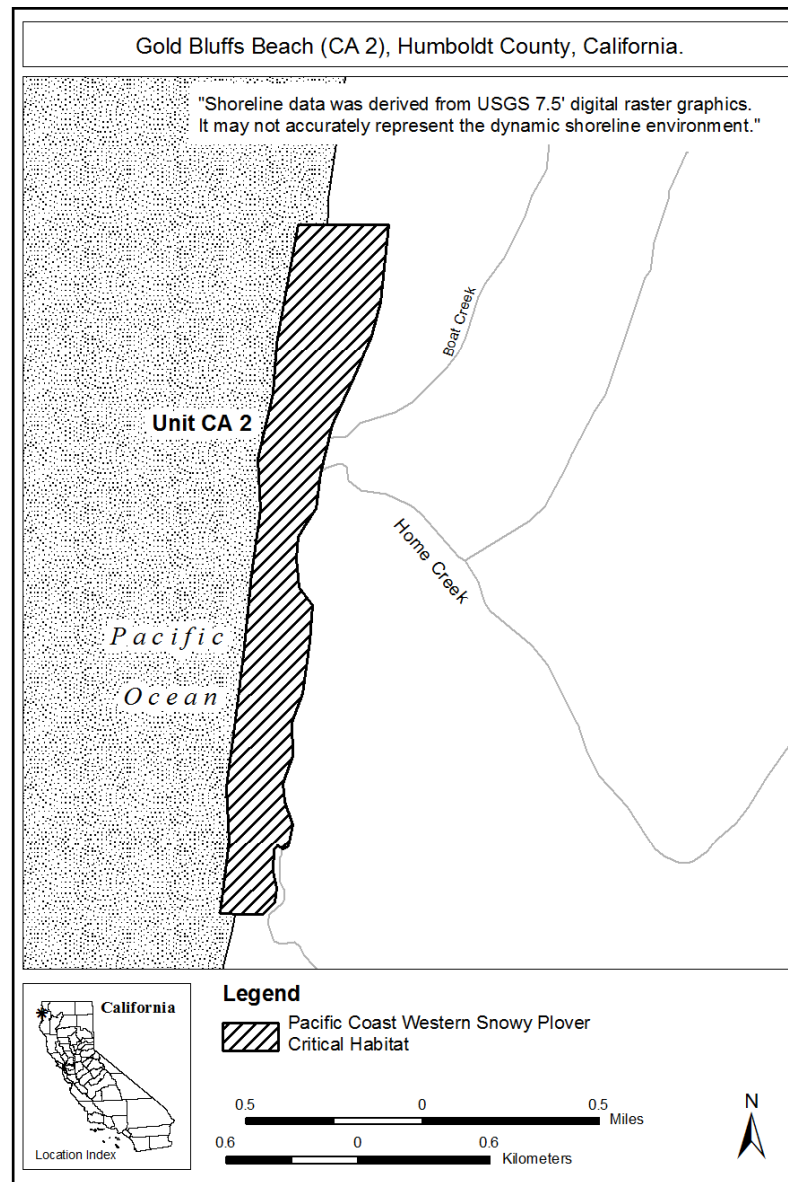 Gold Bluffs Beach (CA 2), Humboldt County, California.
"Shoreline data was derived from USGS 7.5' digital raster graphics.
It may not accurately represent the dynamic shoreline environment."
Boat Creek
Unit CA 2
Home Creek
Pacific
Ocean
California
Location Index
Legend
Pacific Coast Western Snowy Plover
Critical Habitat
0.5 0 0.5
Miles
0.6 0 0.6
Kilometers
N